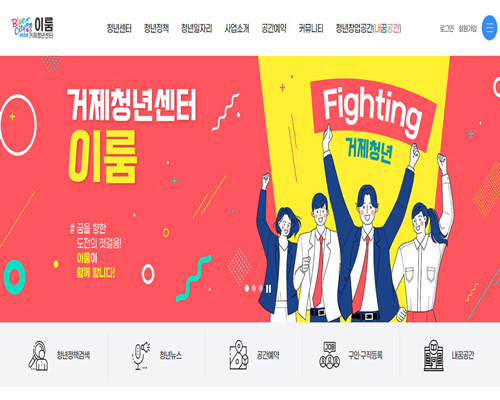 이룸
거제청년센터
청년센터 청년정책 청년일자리 사업소개 공간예약 커뮤니티 청년창업공간(내꿈공간)
로그인 회원가입
거제청년센터
이룸
# 꿈을 향한
도전의 첫걸음!
이룸이
함께 합니다!
Fighting
거제청년
청년정책검색
청년뉴스
공간예약
JOB
구인·구직등록
내꿈공간